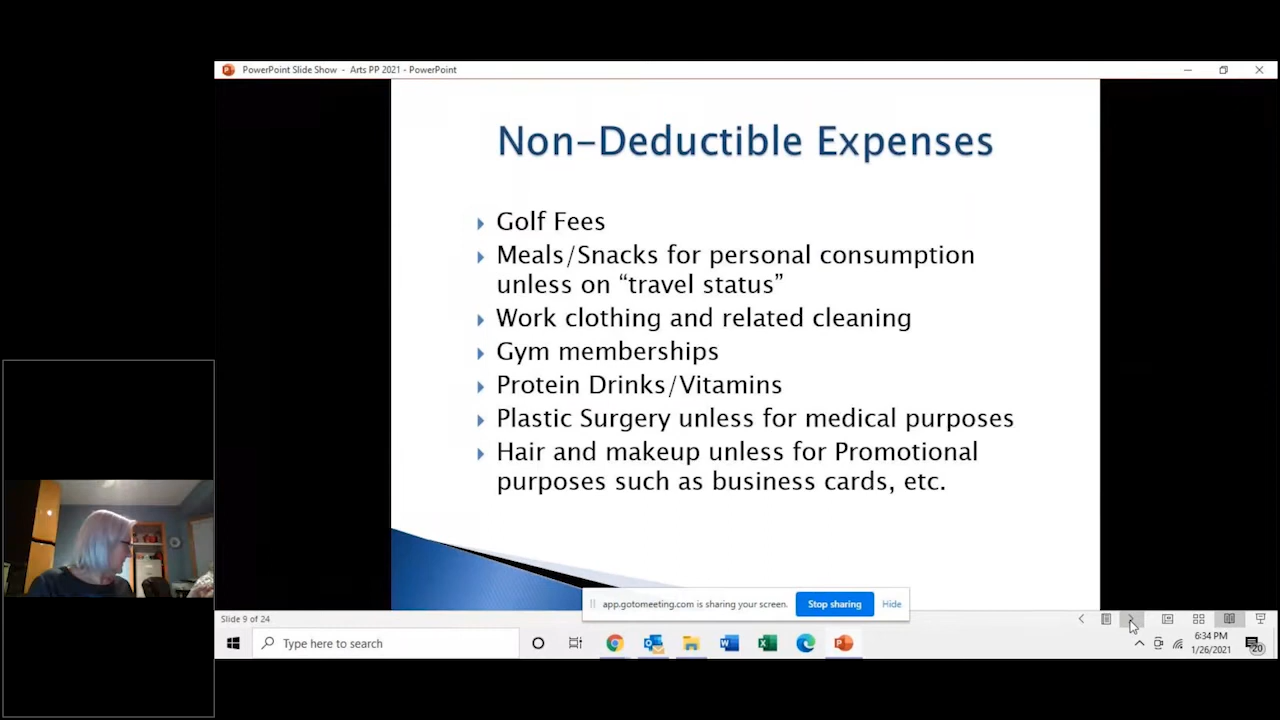 PowerPoint Slide Show - Arts PP 2021 - PowerPoint
Non-Deductible Expenses
Golf Fees
Meals/Snacks for personal consumption
unless on “travel status”
Work clothing and related cleaning
Gym memberships
Protein Drinks/Vitamins
Plastic Surgery unless for medical purposes
Hair and makeup unless for Promotional
purposes such as business cards, etc.
app.gotomeeting.com is sharing your screen.
Stop sharing
Hide
Slide 9 of 24
Type here to search
6:34 PM
1/26/2021
20